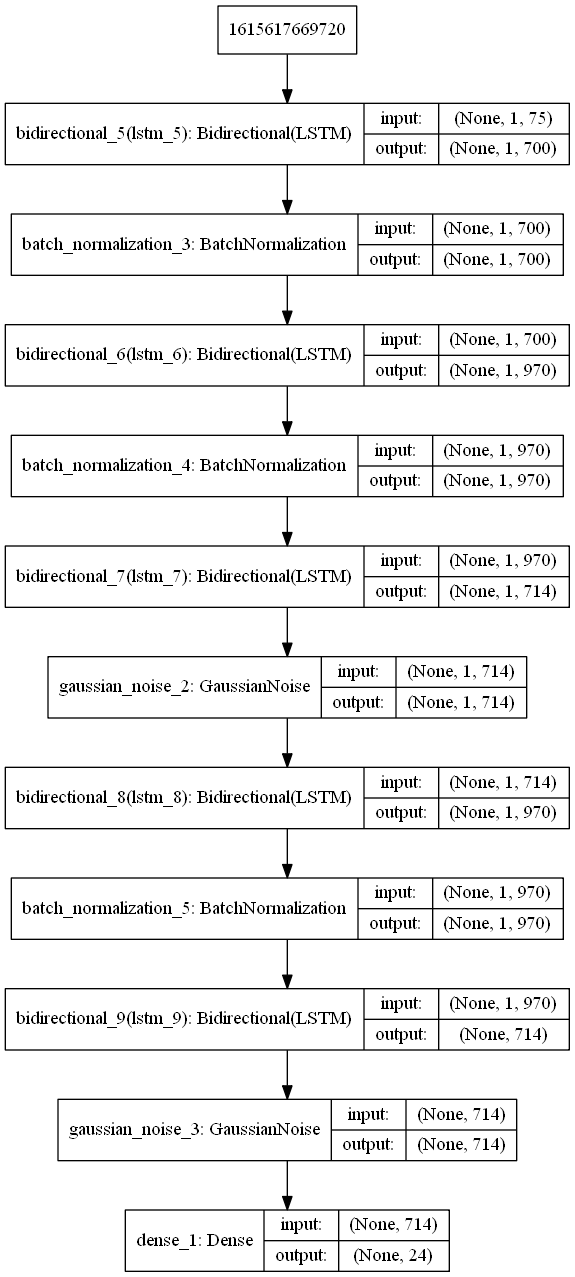 1615617669720
bidirectional_5(lstm_5): Bidirectional(LSTM)
input: (None, 1, 75)
output: (None, 1, 700)
batch_normalization_3: BatchNormalization
input: (None, 1, 700)
output: (None, 1, 700)
bidirectional_6(lstm_6): Bidirectional(LSTM)
input: (None, 1, 700)
output: (None, 1, 970)
batch_normalization_4: BatchNormalization
input: (None, 1, 970)
output: (None, 1, 970)
bidirectional_7(lstm_7): Bidirectional(LSTM)
input: (None, 1, 970)
output: (None, 1, 714)
gaussian_noise_2: GaussianNoise
input: (None, 1, 714)
output: (None, 1, 714)
bidirectional_8(lstm_8): Bidirectional(LSTM)
input: (None, 1, 714)
output: (None, 1, 970)
batch_normalization_5: BatchNormalization
input: (None, 1, 970)
output: (None, 1, 970)
bidirectional_9(lstm_9): Bidirectional(LSTM)
input: (None, 1, 970)
output: (None, 714)
gaussian_noise_3: GaussianNoise
input: (None, 714)
output: (None, 714)
dense_1: Dense
input: (None, 714)
output: (None, 24)